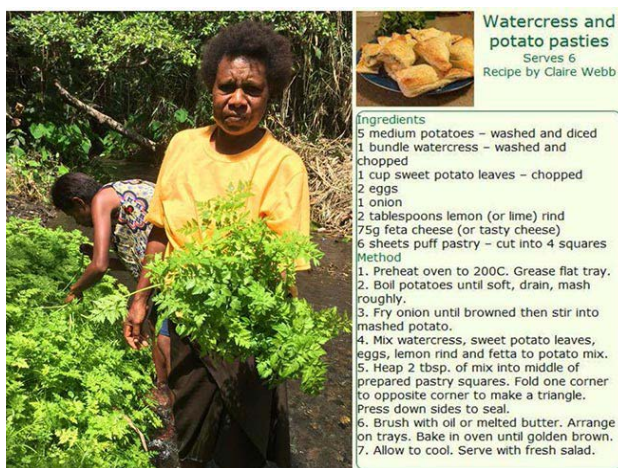 Watercress and
potato pasties
Serves 6
Recipe by Claire Webb
Ingredients
5 medium potatoes – washed and diced
1 bundle watercress – washed and
chopped
1 cup sweet potato leaves – chopped
2 eggs
1 onion
2 tablespoons lemon (or lime) rind
75g feta cheese (or tasty cheese)
6 sheets puff pastry – cut into 4 squares
Method
1. Preheat oven to 200C. Grease flat tray.
2. Boil potatoes until soft, drain, mash
roughly.
3. Fry onion until browned then stir into
mashed potato.
4. Mix watercress, sweet potato leaves,
eggs, lemon rind and fetta to potato mix.
5. Heap 2 tbsp. of mix into middle of
prepared pastry squares. Fold one corner
to opposite corner to make a triangle.
Press down sides to seal.
6. Brush with oil or melted butter. Arrange
on trays. Bake in oven until golden brown.
7. Allow to cool. Serve with fresh salad.